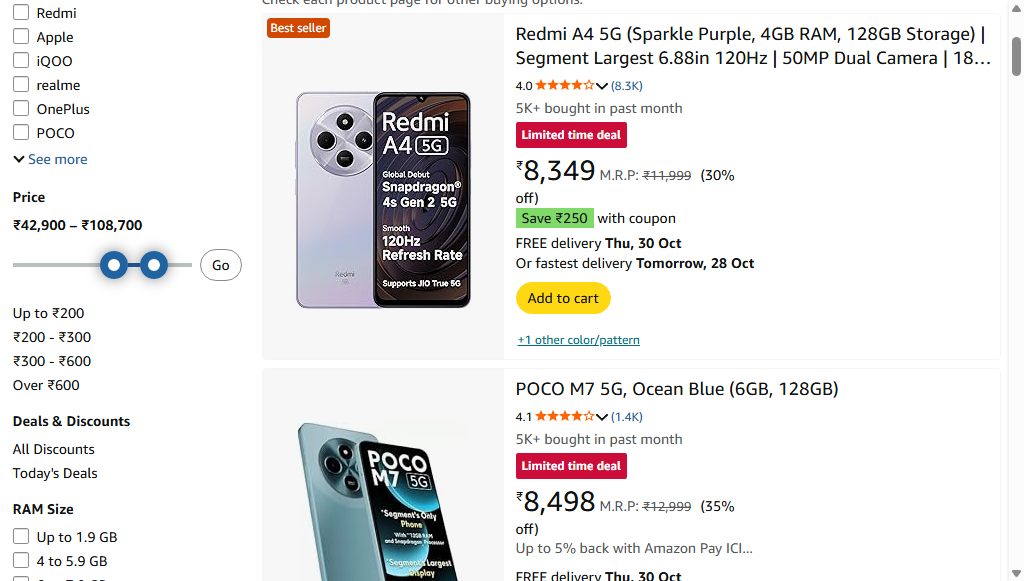 Check each product page for other buying options.
Redmi
Apple
iQOO
realme
OnePlus
POCO
See more
Price
₹42,900 – ₹108,700
Go
Up to ₹200
₹200 - ₹300
₹300 - ₹600
Over ₹600
Deals & Discounts
All Discounts
Today's Deals
RAM Size
Up to 1.9 GB
4 to 5.9 GB
Best seller
Redmi
A4 5G
Global Debut
Snapdragon®
4s Gen 2 5G
Smooth
120Hz
Refresh Rate
Supports JIO True 5G
Redmi
Redmi A4 5G (Sparkle Purple, 4GB RAM, 128GB Storage) |
Segment Largest 6.88in 120Hz | 50MP Dual Camera | 18…
4.0 (8.3K)
5K+ bought in past month
Limited time deal
₹8,349 M.R.P: ₹11,999 (30%
off)
Save ₹250 with coupon
FREE delivery Thu, 30 Oct
Or fastest delivery Tomorrow, 28 Oct
Add to cart
+1 other color/pattern
POCO
M7 5G
"Segment's Only
Phone
With *12GB RAM
and Snapdragon Processor
"Segment's Largest
Display
POCO M7 5G, Ocean Blue (6GB, 128GB)
4.1 (1.4K)
5K+ bought in past month
Limited time deal
₹8,498 M.R.P: ₹12,999 (35%
off)
Up to 5% back with Amazon Pay ICI…
FREE delivery Thu, 30 Oct